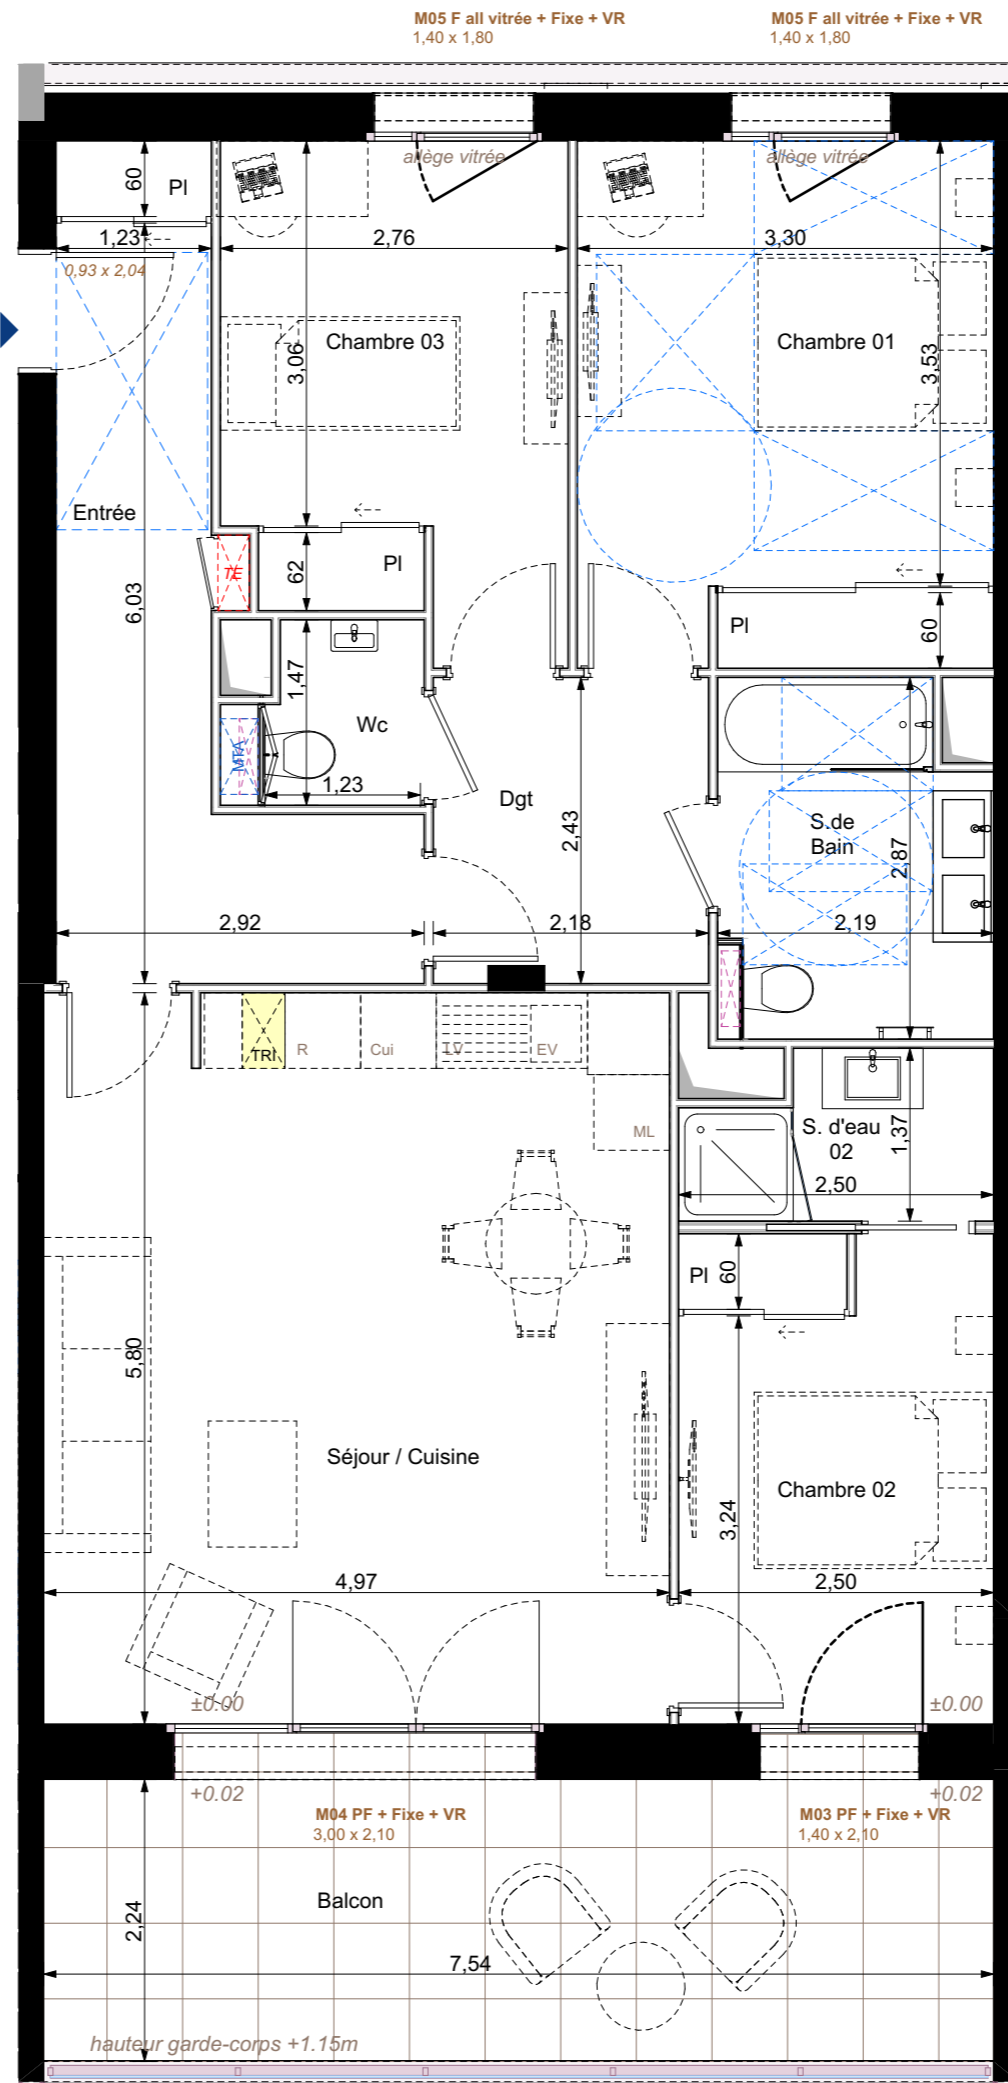 M05 F all vitrée + Fixe + VR
1,40 x 1,80
M05 F all vitrée + Fixe + VR
1,40 x 1,80
allège vitrée
allège vitrée
60
Pl
1,23
2,76
3,30
0,93 x 2,04
Chambre 03
3,06
Chambre 01
3,53
Entrée
TE
62
Pl
6,03
Pl
60
1,47
Wc
MTA
1,23
Dgt
2,43
S.de
Bain
2,87
2,92
2,18
2,19
TRI
R
Cui
LV
EV
ML
S. d'eau
02
1,37
2,50
Pl
60
5,80
Séjour / Cuisine
Chambre 02
3,24
4,97
2,50
±0.00
±0.00
+0.02
+0.02
M04 PF + Fixe + VR
3,00 x 2,10
M03 PF + Fixe + VR
1,40 x 2,10
Balcon
2,24
7,54
hauteur garde-corps +1.15m